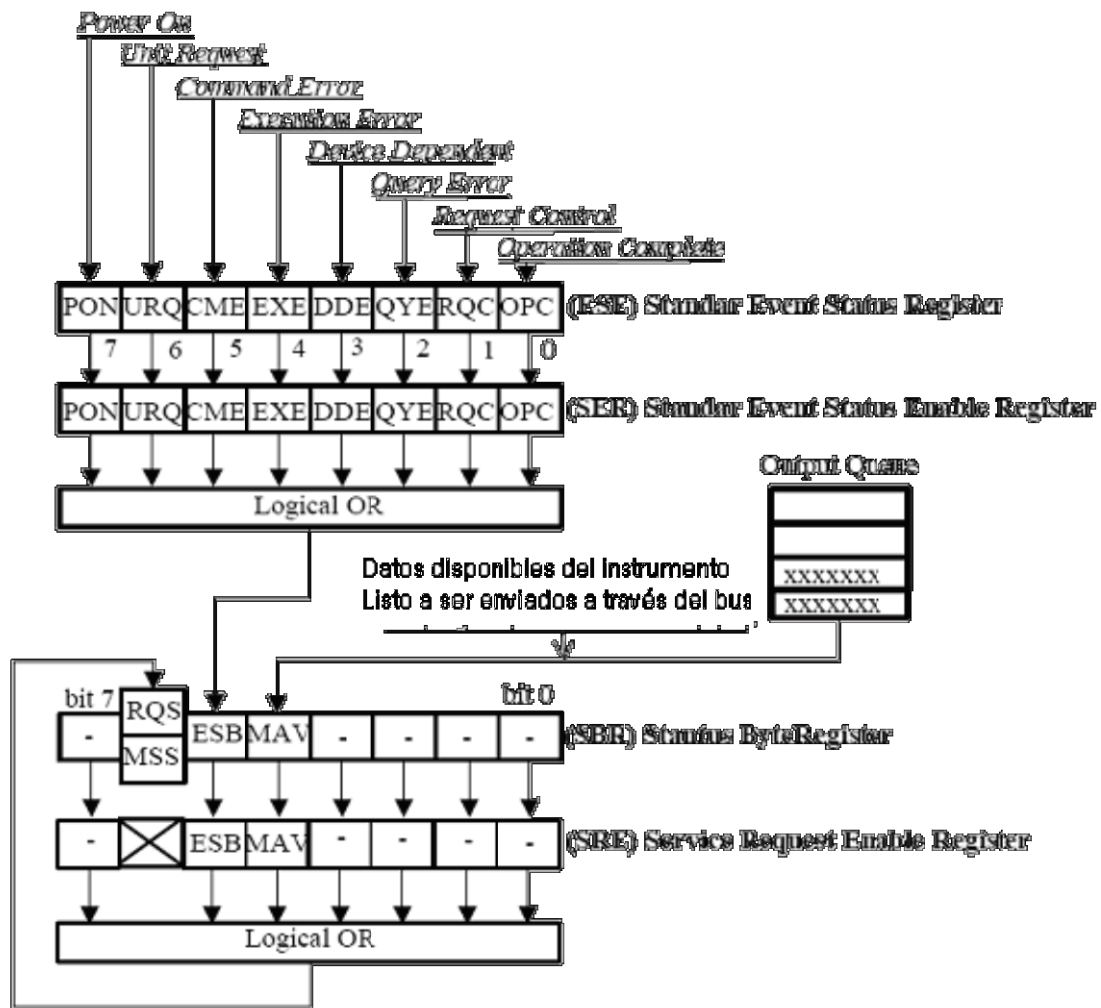 Power On
Unit Request
Command Error
Execution Error
Device Dependent
Query Error
Request Control
Operation Complete
PON URQ CME EXE DDE QYE RQC OPC (ESE) Standar Event Status Register
7 6 5 4 3 2 1 0
PON URQ CME EXE DDE QYE RQC OPC (SER) Standar Event Status Enable Register
Output Queue
Logical OR
Datos disponibles del instrumento
Listo a ser enviados a través del bus
xxxxxxx
xxxxxxx
bit 7 bit 0
RQS
- ESB MAV - - - - (SBR) Stautus ByteRegister
MSS
- ESB MAV - - - - (SRE) Service Request Enable Register
Logical OR